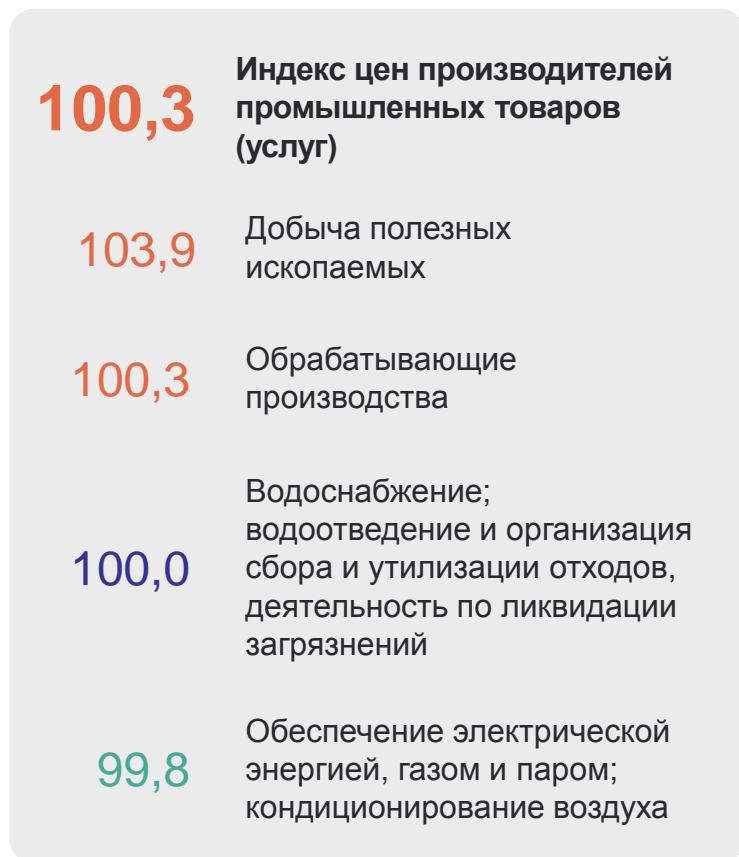 100,3
Индекс цен производителей
промышленных товаров
(услуг)
103,9
Добыча полезных
ископаемых
100,3
Обрабатывающие
производства
100,0
Водоснабжение;
водоотведение и организация
сбора и утилизации отходов,
деятельность по ликвидации
загрязнений
99,8
Обеспечение электрической
энергией, газом и паром;
кондиционирование воздуха